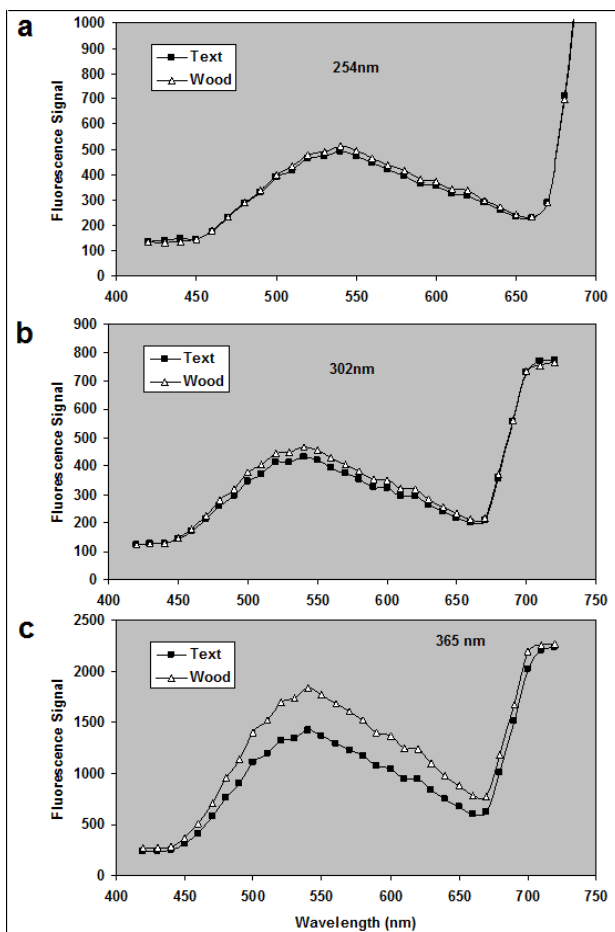 a
1000
900
800
700
600
500
400
300
200
100
0
Fluorescence Signal
Text
Wood
254nm
400 450 500 550 600 650 700
b
900
800
700
600
500
400
300
200
100
0
Fluorescence Signal
Text
Wood
302nm
400 450 500 550 600 650 700 750
c
2500
2000
1500
1000
500
0
Fluorescence Signal
Text
Wood
365 nm
400 450 500 550 600 650 700 750
Wavelength (nm)